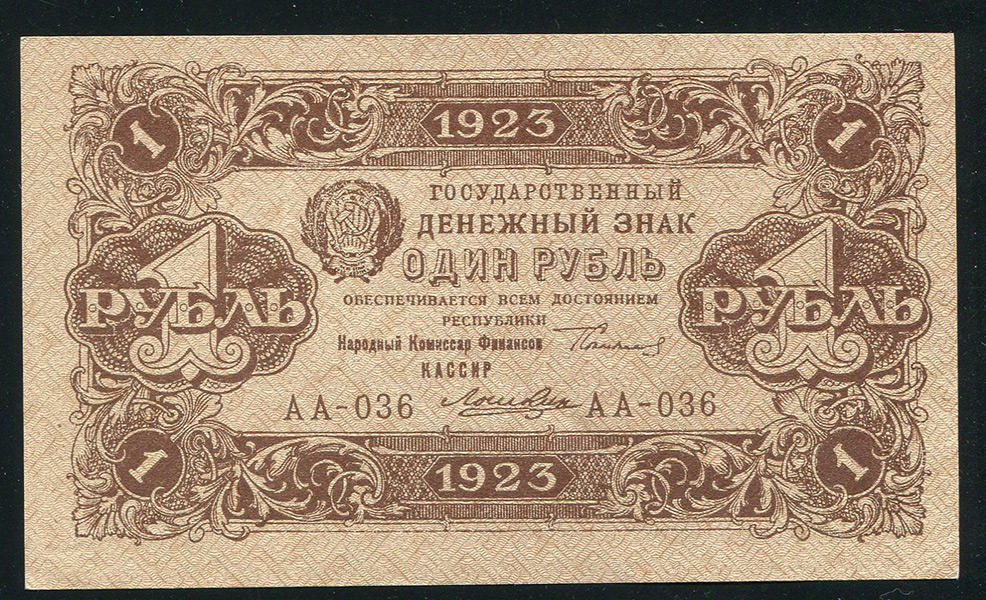 1 1923 1
ГОСУДАРСТВЕННЫЙ
ДЕНЕЖНЫЙ ЗНАК
ОДИН РУБЛЬ
1 РУБЛЬ
1 РУБЛЬ
ОБЕСПЕЧИВАЕТСЯ ВСЕМ ДОСТОЯНИЕМ
РЕСПУБЛИКИ
Народный Комиссар Финансов
КАССИР
АА-036 АА-036
1 1923 1